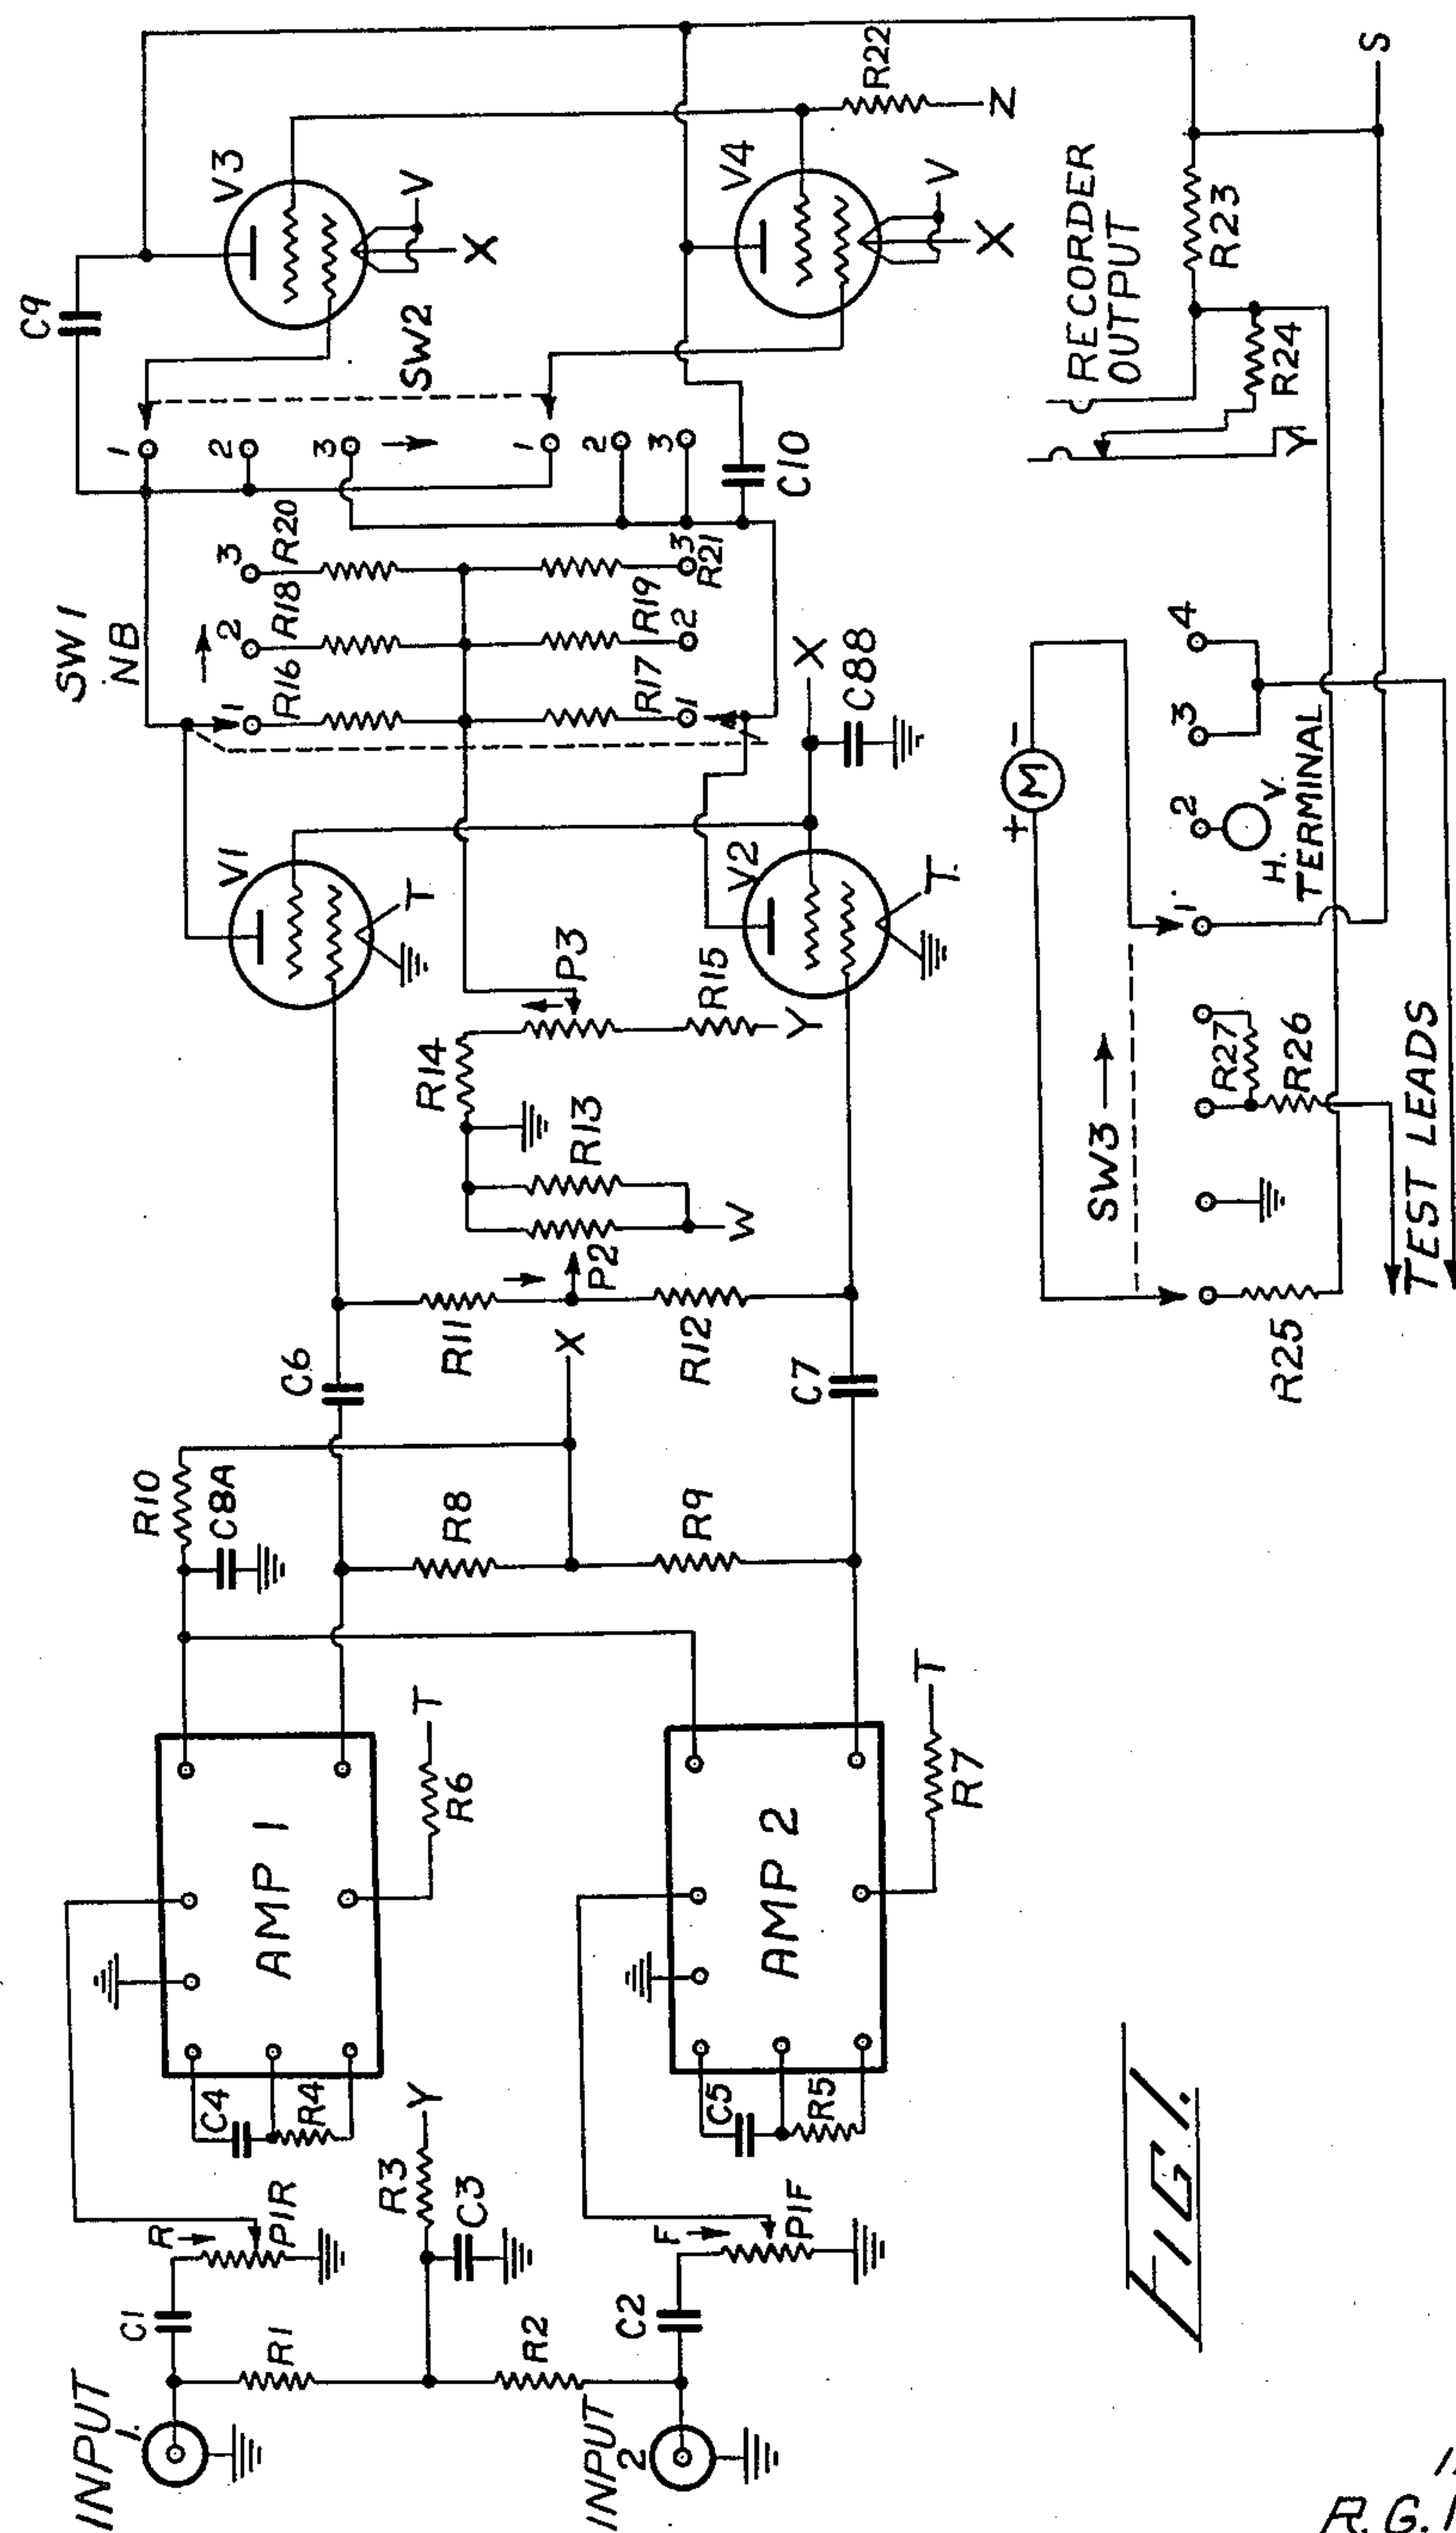 INPUT
1.
C1
R1
R
P1R
C4
R4
AMP 1
R6
T
R10
C8A
R8
X
C6
R11
V1
T
SW1
NB
1
2
3
R16
R18
R20
C9
1
2
3
SW2
V3
V
X
R3
Y
C3
R14
P3
R13
P2
W
R15
Y
INPUT
2
R2
C2
F
P1F
C5
R5
AMP 2
R7
T
R9
C7
R12
V2
T.
X
C88
R17
R19
R21
1
2
3
1
2
3
C10
V4
V
X
R22
Z
RECORDER
OUTPUT
Y
R24
R23
S
SW3
M
+
-
1
2
3
4
H. V.
TERMINAL
R25
R26
R27
TEST LEADS
FIG. 1.